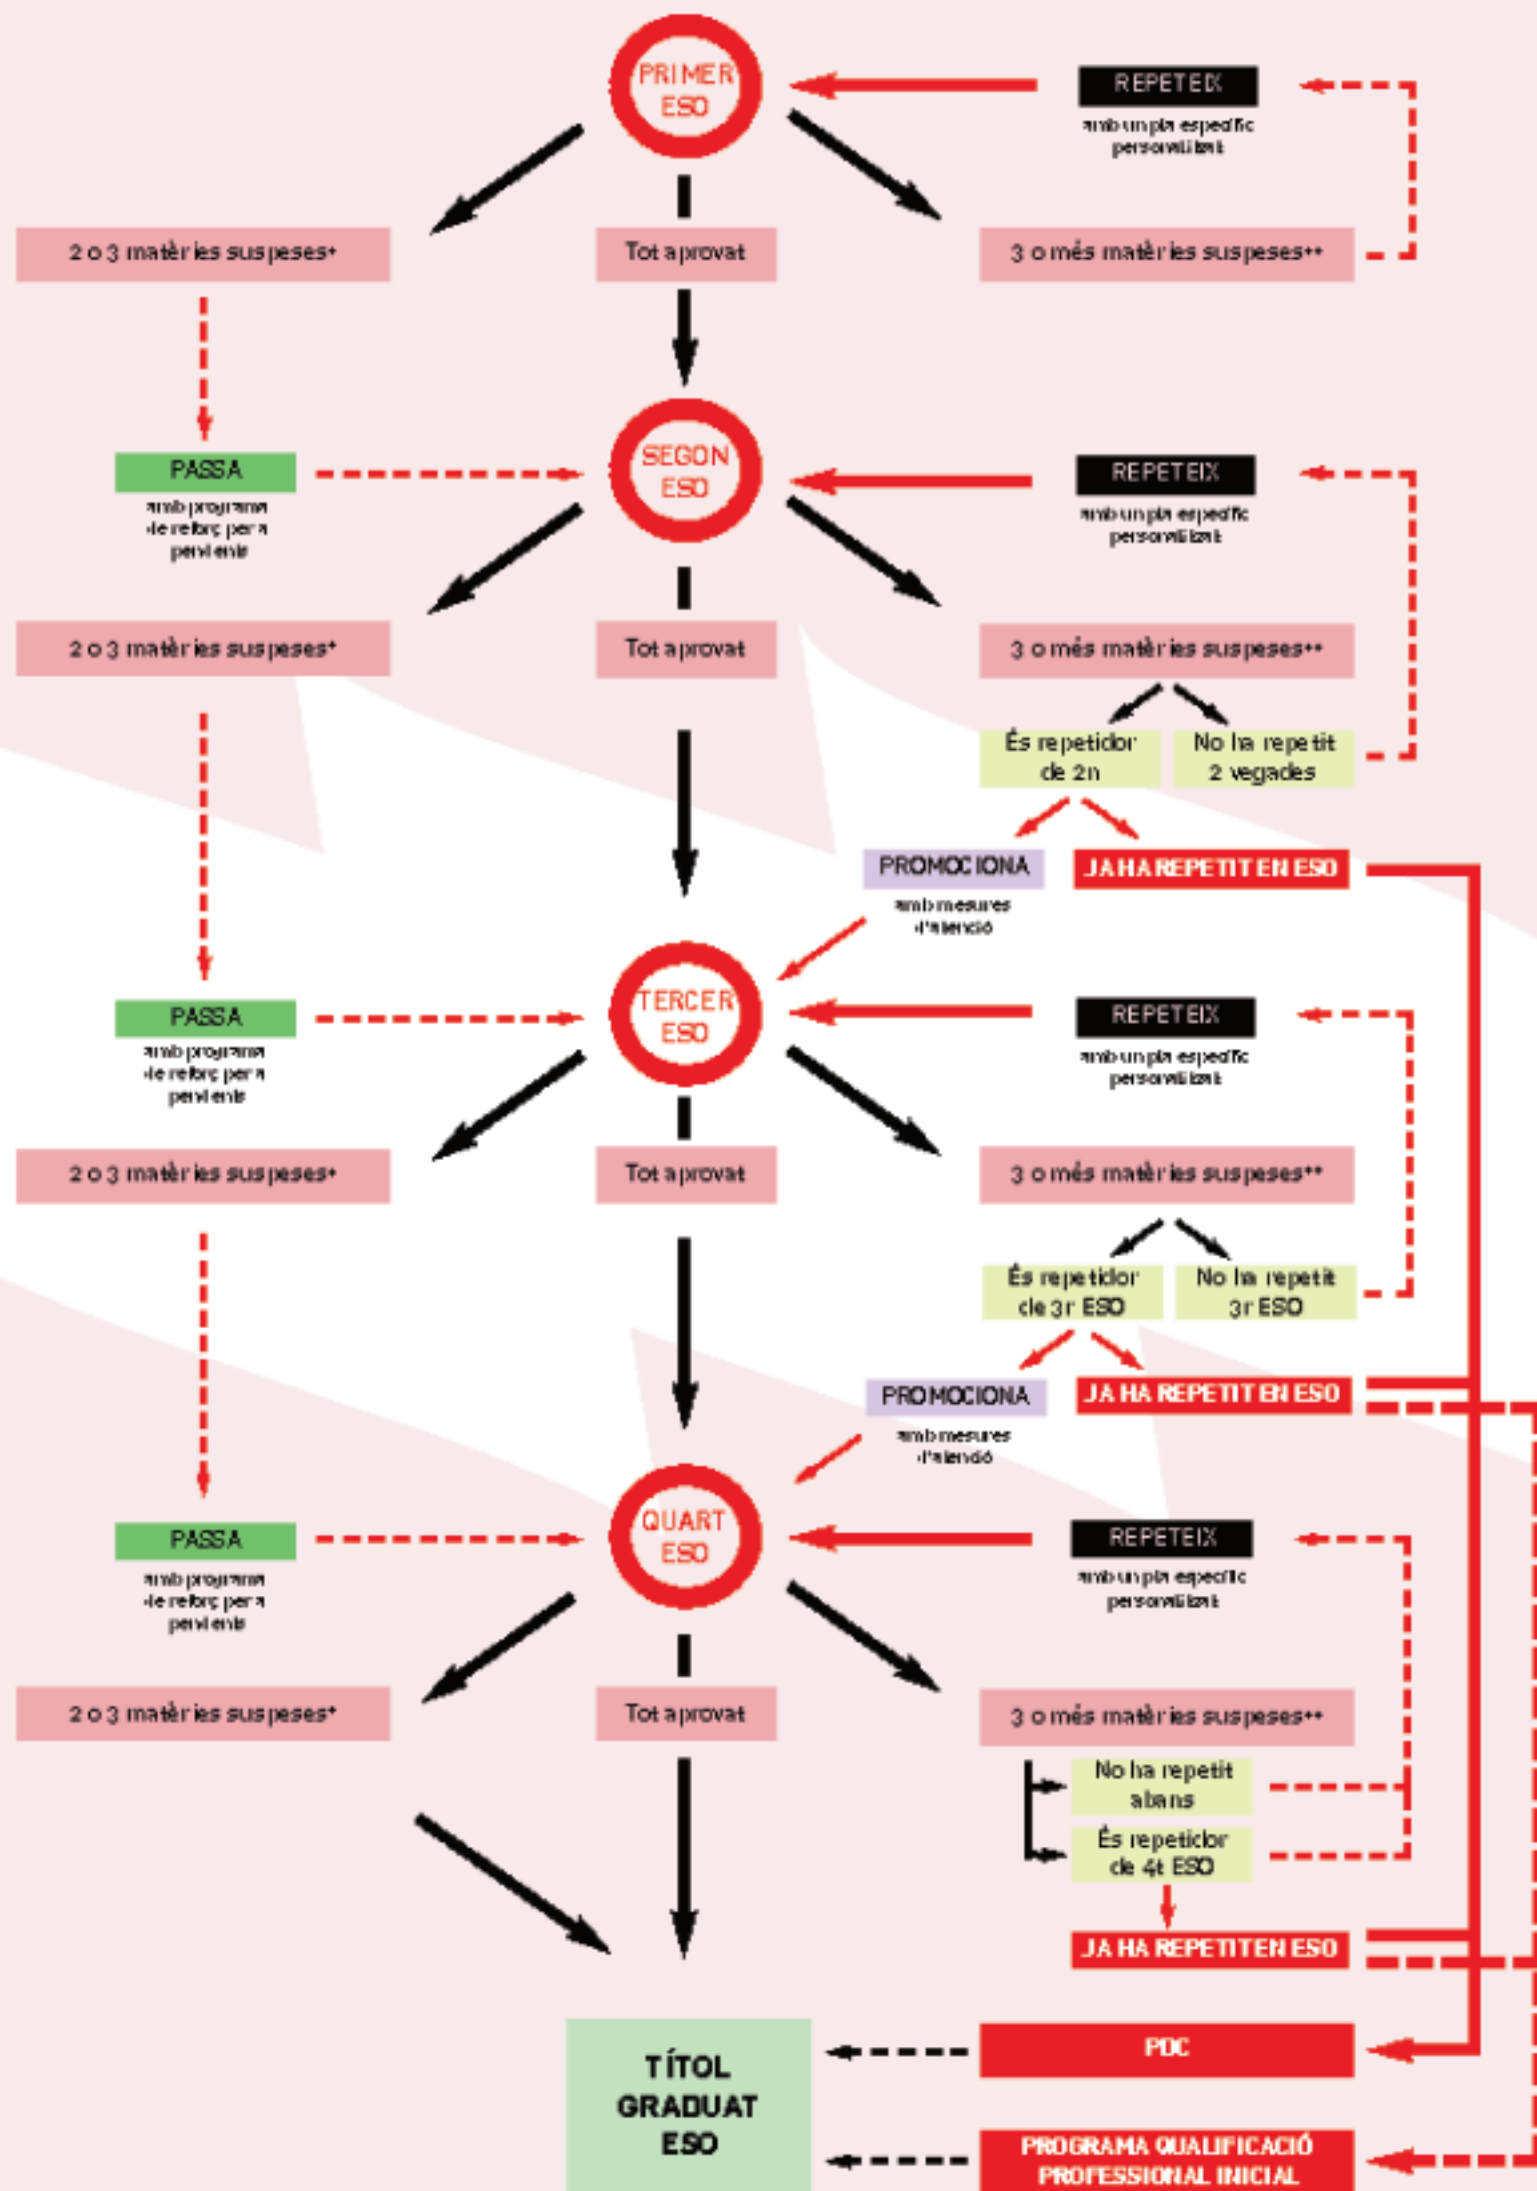 PRIMER
ESO
REPETEIX
amb un pla específic
personalitzat
2 o 3 matèries suspeses*
Tot aprovat
3 o més matèries suspeses**
SEGON
ESO
PASSA
amb programa
de reforç per a
pendents
REPETEIX
amb un pla específic
personalitzat
2 o 3 matèries suspeses*
Tot aprovat
3 o més matèries suspeses**
És repetidor
de 2n
No ha repetit
2 vegades
PROMOCIONA
amb mesures
d'atenció
JA HA REPETIT EN ESO
TERCER
ESO
PASSA
amb programa
de reforç per a
pendents
REPETEIX
amb un pla específic
personalitzat
2 o 3 matèries suspeses*
Tot aprovat
3 o més matèries suspeses**
És repetidor
de 3r ESO
No ha repetit
3r ESO
PROMOCIONA
amb mesures
d'atenció
JA HA REPETIT EN ESO
QUART
ESO
PASSA
amb programa
de reforç per a
pendents
REPETEIX
amb un pla específic
personalitzat
2 o 3 matèries suspeses*
Tot aprovat
3 o més matèries suspeses**
No ha repetit
abans
És repetidor
de 4t ESO
JA HA REPETIT EN ESO
TÍTOL
GRADUAT
ESO
PDC
PROGRAMA QUALIFICACIÓ
PROFESSIONAL INICIAL